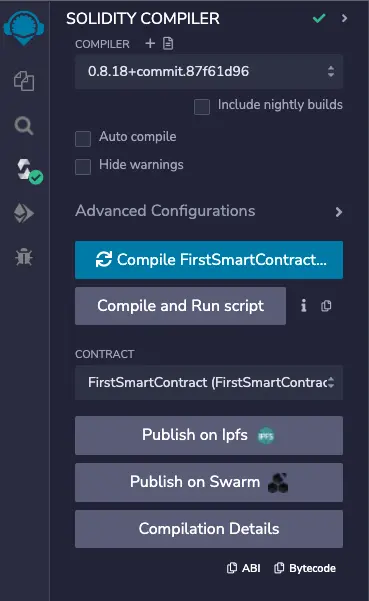 SOLIDITY COMPILER
COMPILER
0.8.18+commit.87f61d96
Include nightly builds
Auto compile
Hide warnings
Advanced Configurations
Compile FirstSmartContract...
Compile and Run script
CONTRACT
FirstSmartContract (FirstSmartContrac
Publish on Ipfs IPFS
Publish on Swarm
Compilation Details
ABI Bytecode